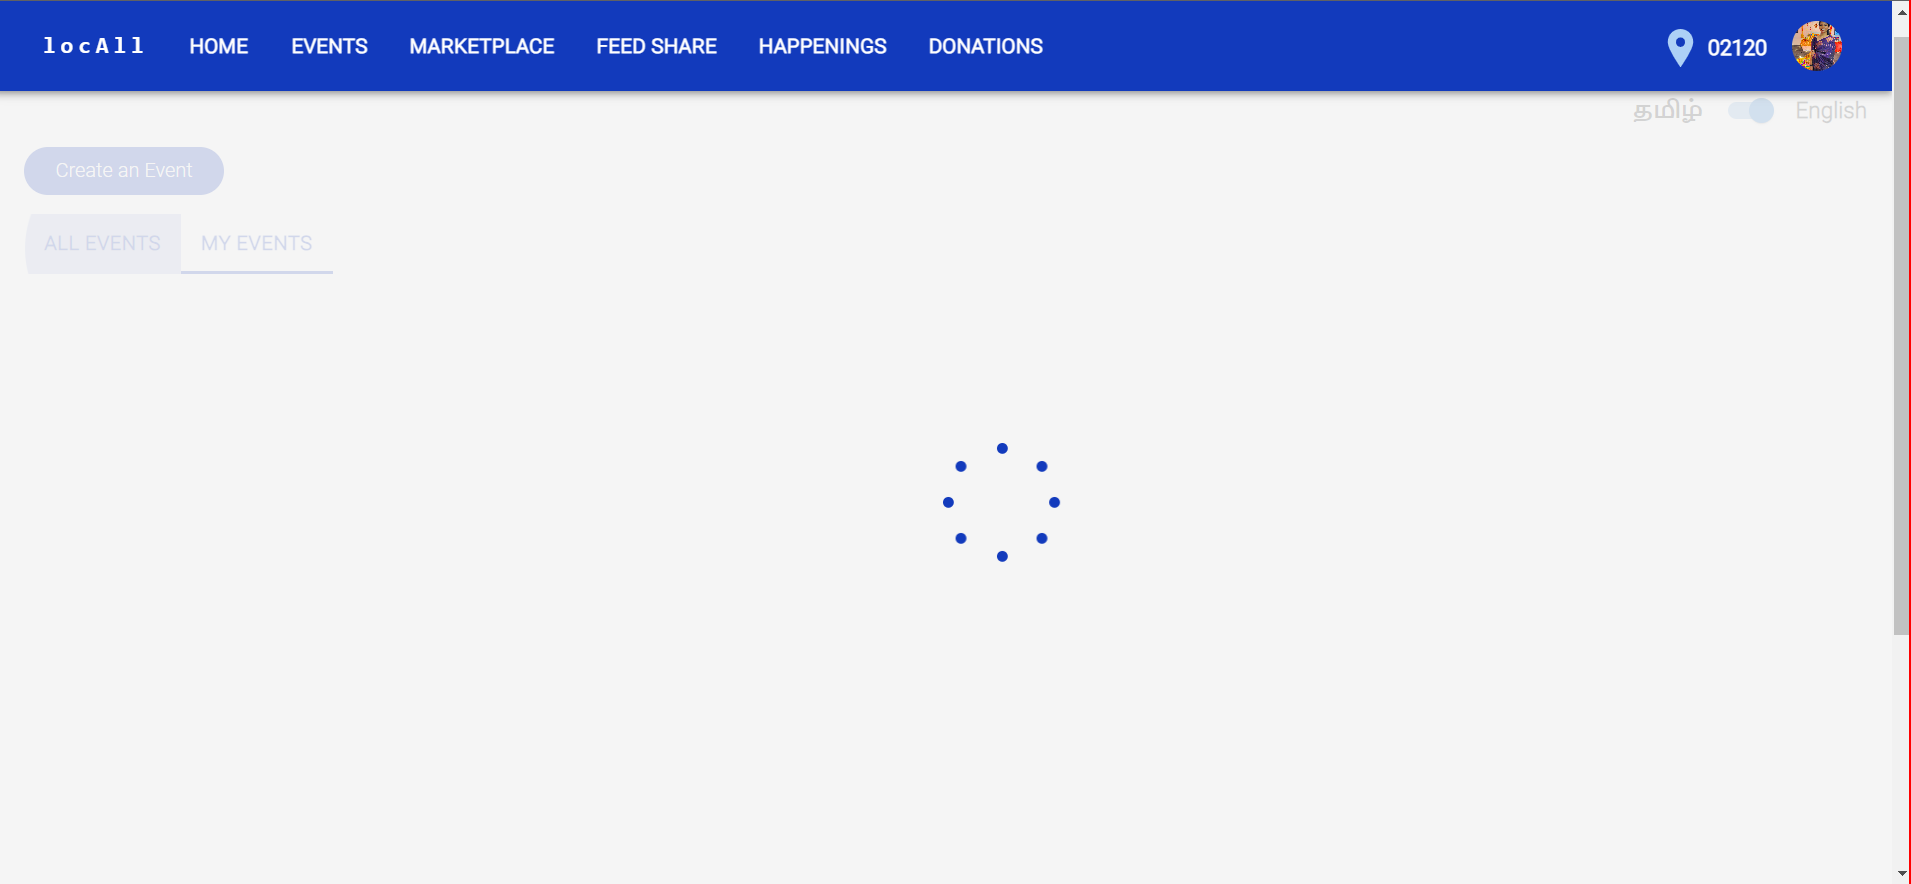 locAll HOME EVENTS MARKETPLACE FEED SHARE HAPPENINGS DONATIONS 02120
தமிழ் English
Create an Event
ALL EVENTS MY EVENTS